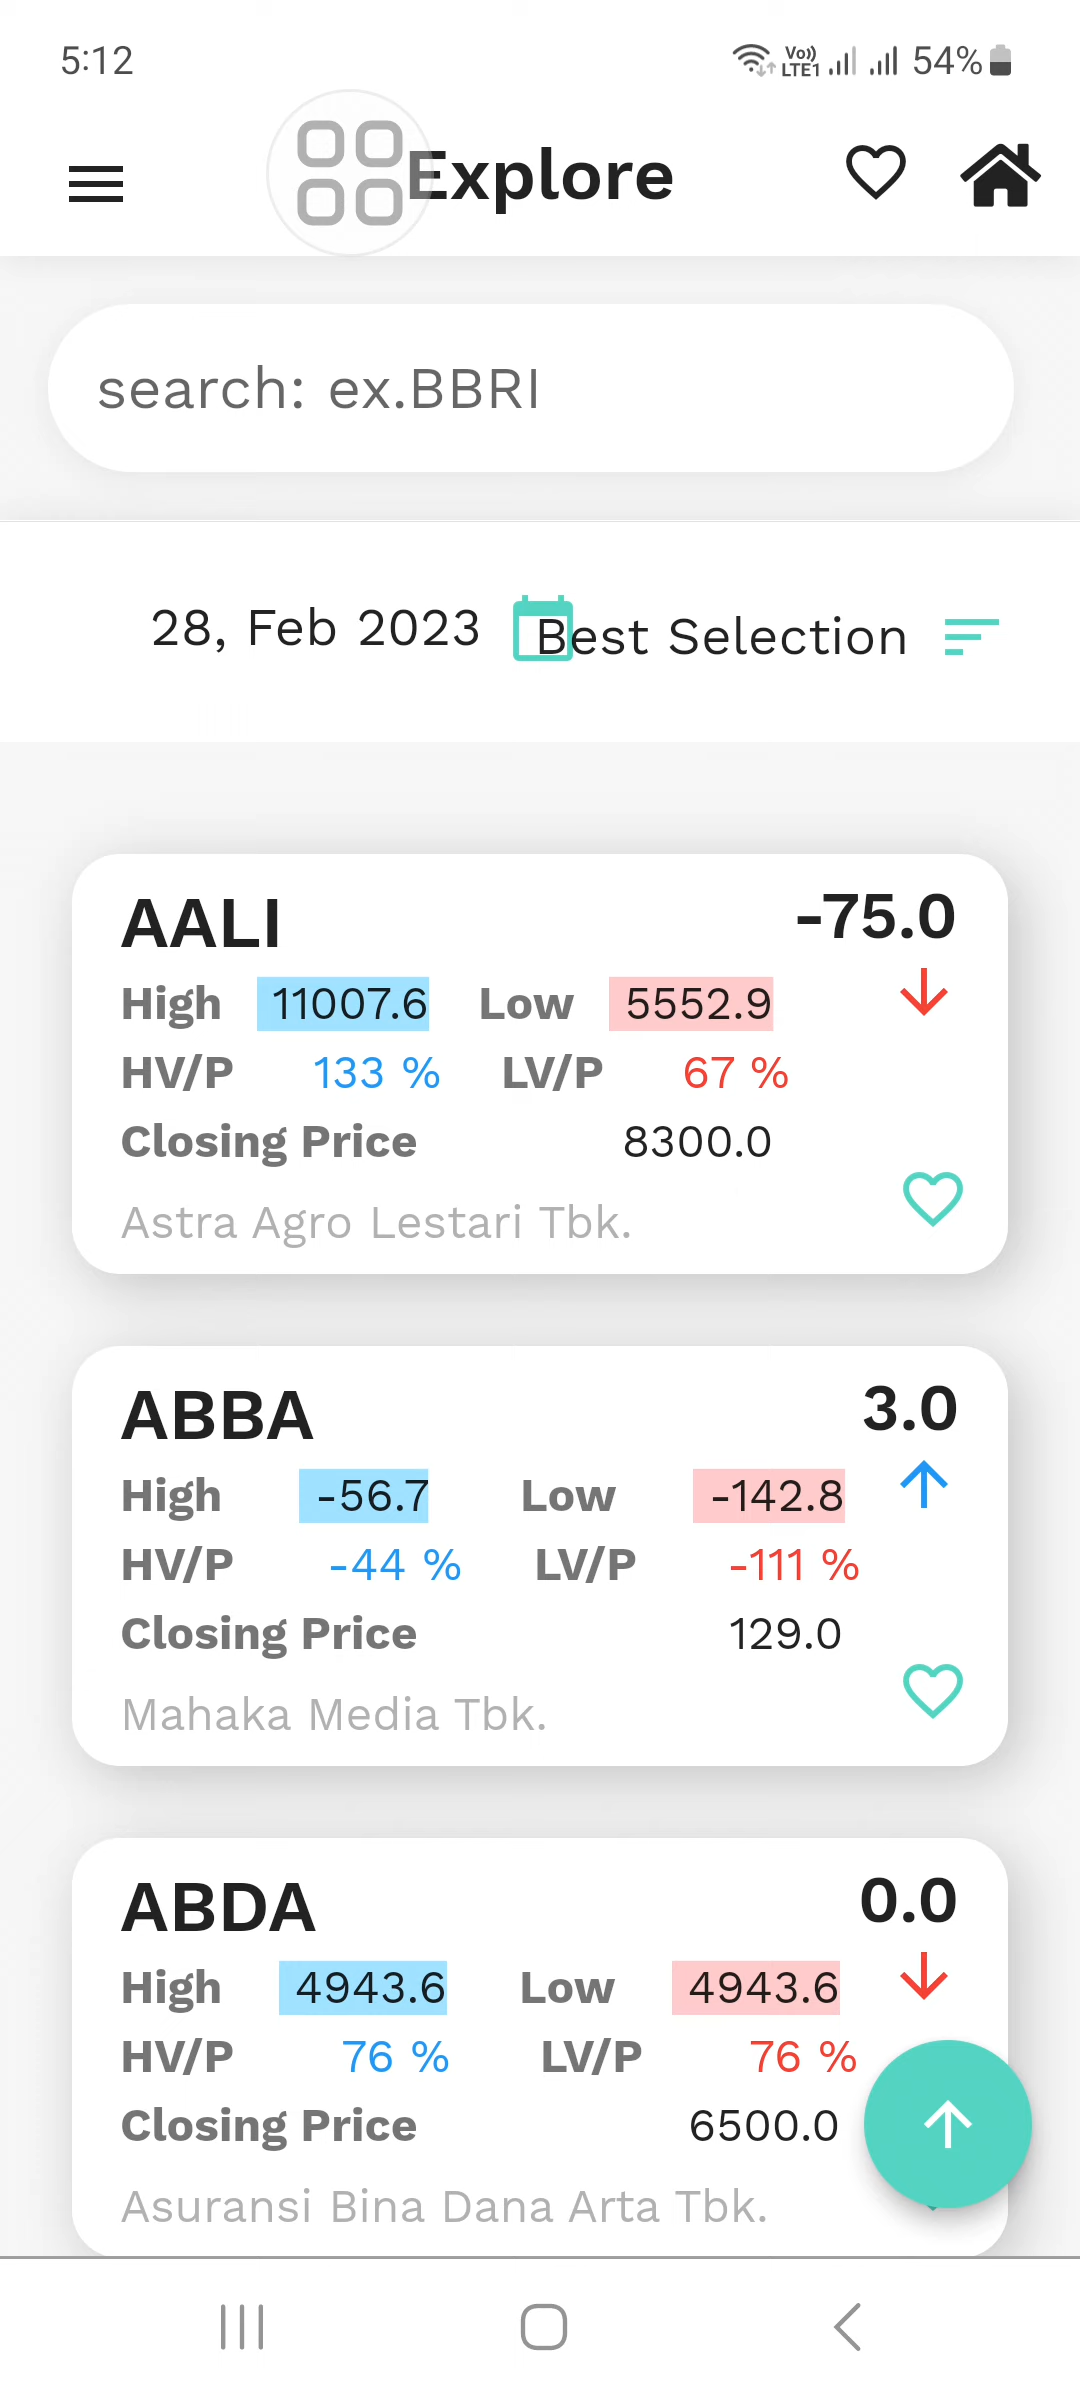 5:12 Vo)) LTE1 54%
Explore
search: ex.BBRI
28, Feb 2023 Best Selection
AALI -75.0
High 11007.6 Low 5552.9
HV/P 133 % LV/P 67 %
Closing Price 8300.0
Astra Agro Lestari Tbk.
ABBA 3.0
High -56.7 Low -142.8
HV/P -44 % LV/P -111 %
Closing Price 129.0
Mahaka Media Tbk.
ABDA 0.0
High 4943.6 Low 4943.6
HV/P 76 % LV/P 76 %
Closing Price 6500.0
Asuransi Bina Dana Arta Tbk.